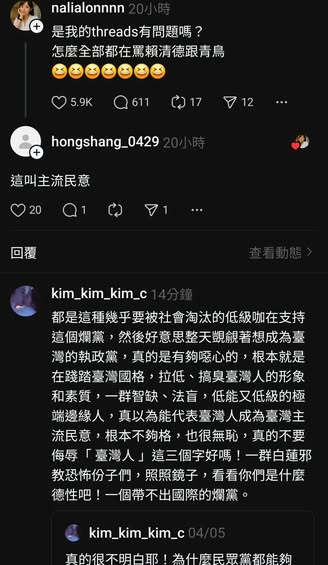 nalialonnnn 20小時
是我的threads有問題嗎？
怎麼全部都在罵賴清德跟青鳥
😆😆😆😆😆😆😆
5.9K 611 17 12
hongshang_0429 20小時
這叫主流民意
20 1 1
回覆 查看動態
kim_kim_kim_c 14分鐘
都是這種幾乎要被社會淘汰的低級咖在支持
這個爛黨，然後好意思整天覬覦著想成為臺
灣的執政黨，真的是有夠噁心的，根本就是
在踐踏臺灣國格，拉低、搞臭臺灣人的形象
和素質，一群智缺、法盲，低能又低級的極
端邊緣人，真以為能代表臺灣人成為臺灣主
流民意，根本不夠格，也很無恥，真的不要
侮辱「 臺灣人 」這三個字好嗎！一群白蓮邪
教恐怖份子們，照照鏡子，看看你們是什麼
德性吧！一個帶不出國際的爛黨。
kim_kim_kim_c 04/05
真的很不明白耶！為什麼民眾黨都能夠